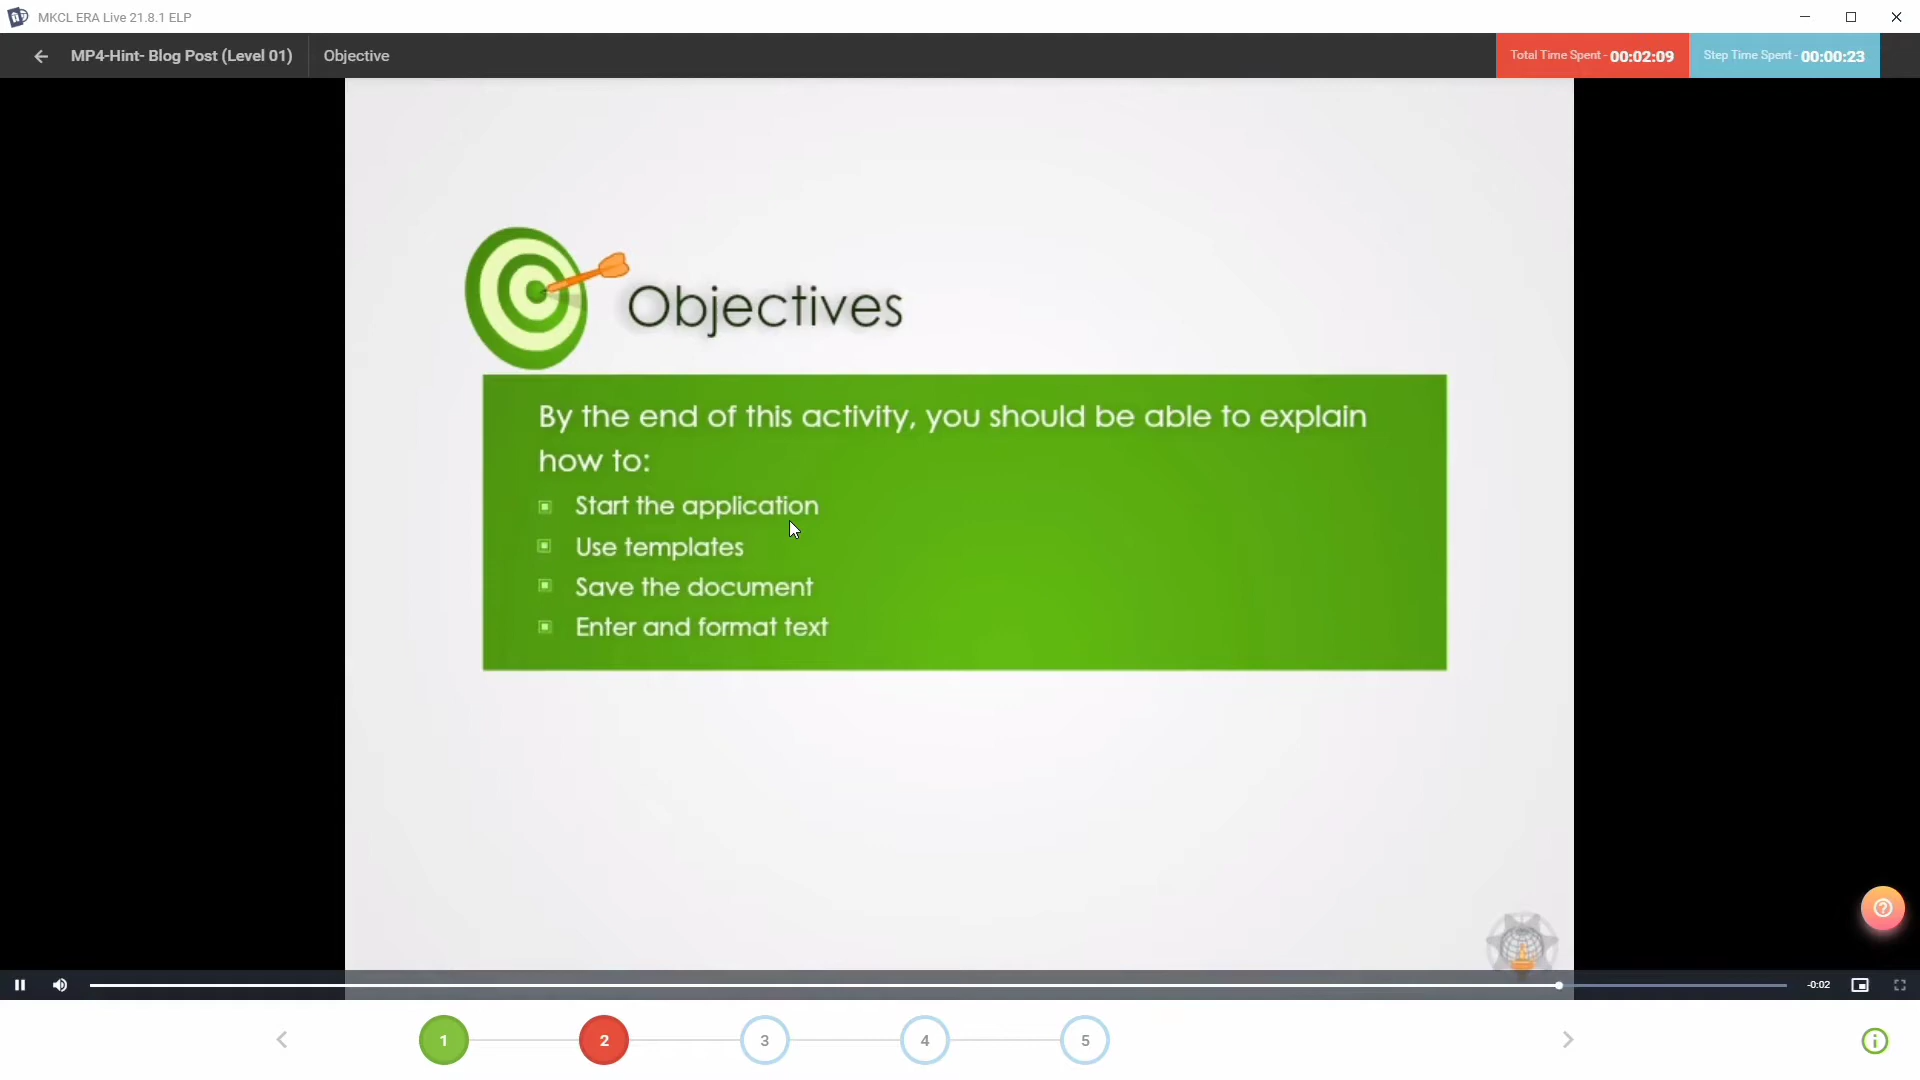 MKCL ERA Live 21.8.1 ELP
MP4-Hint- Blog Post (Level 01)
Objective
Total Time Spent - 00:02:09
Step Time Spent - 00:00:23
Objectives
By the end of this activity, you should be able to explain
how to:
Start the application
Use templates
Save the document
Enter and format text
-0:02
1 2 3 4 5